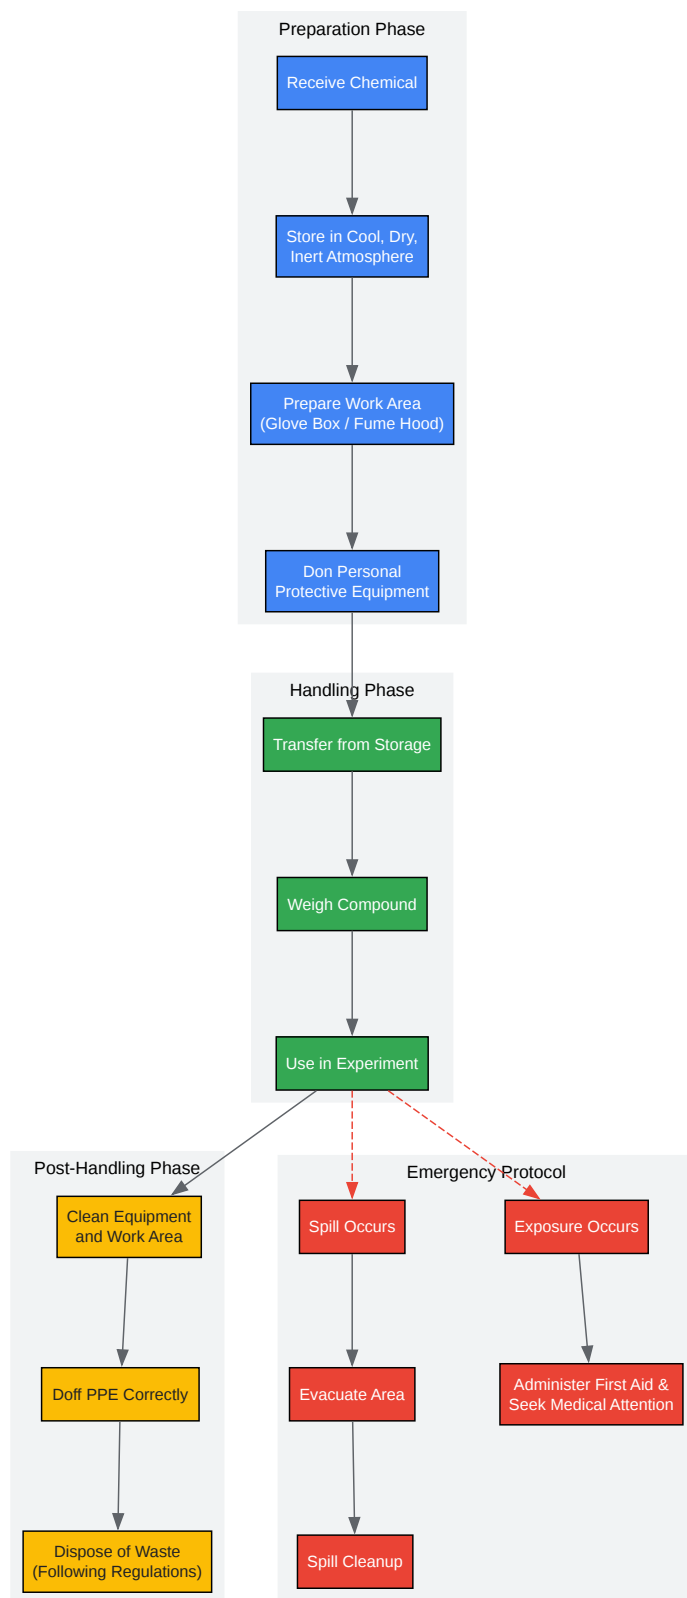 Preparation Phase
Receive Chemical
Store in Cool, Dry,
Inert Atmosphere
Prepare Work Area
(Glove Box / Fume Hood)
Don Personal
Protective Equipment
Handling Phase
Transfer from Storage
Weigh Compound
Use in Experiment
Post-Handling Phase
Clean Equipment
and Work Area
Doff PPE Correctly
Dispose of Waste
(Following Regulations)
Emergency Protocol
Spill Occurs
Evacuate Area
Spill Cleanup
Exposure Occurs
Administer First Aid &
Seek Medical Attention